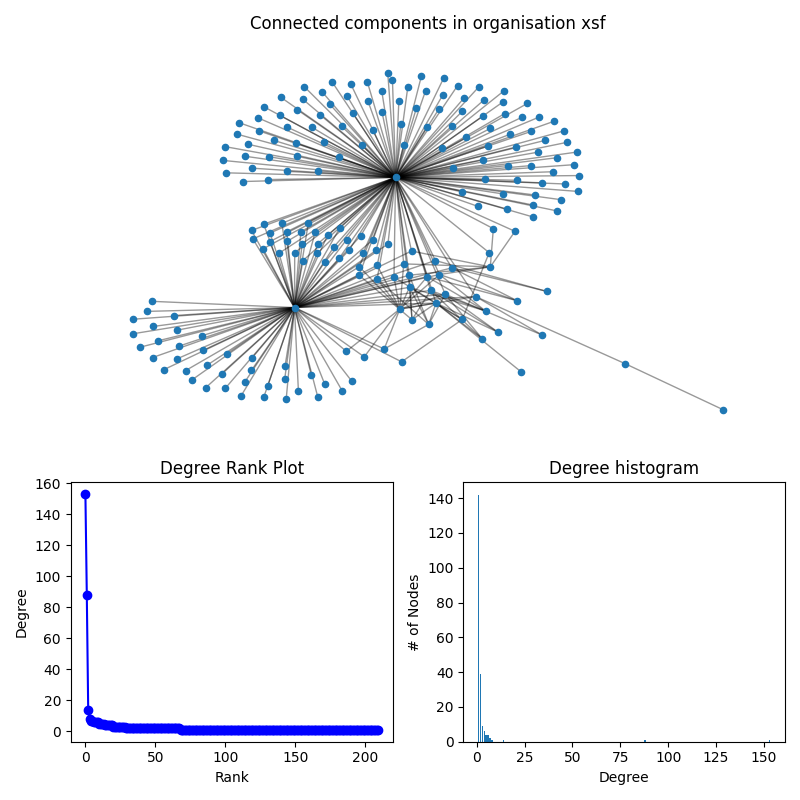 Connected components in organisation xsf
Degree Rank Plot
Degree
160
140
120
100
80
60
40
20
0
0 50 100 150 200
Rank
Degree histogram
# of Nodes
140
120
100
80
60
40
20
0
0 25 50 75 100 125 150
Degree